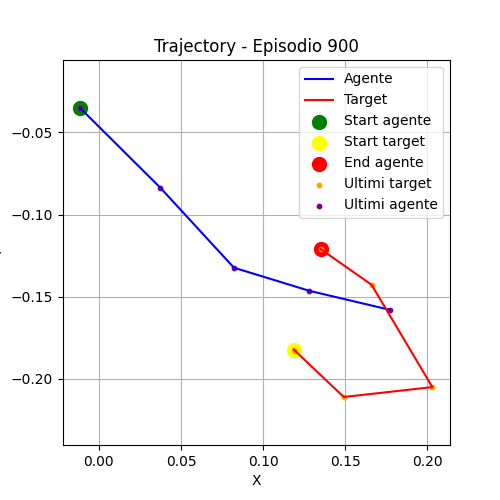 Trajectory - Episodio 900
Agente
Target
Start agente
Start target
End agente
Ultimi target
Ultimi agente
−0.05
−0.10
−0.15
−0.20
0.00 0.05 0.10 0.15 0.20
X